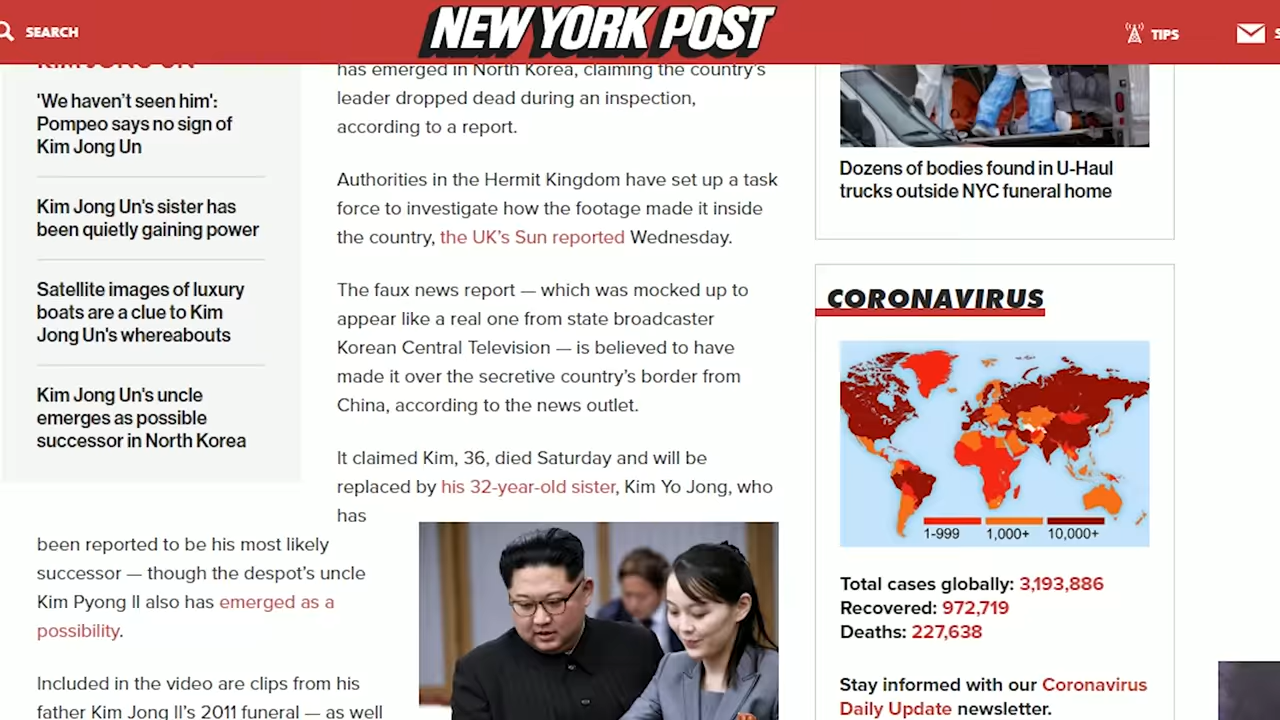 SEARCH
NEW YORK POST
TIPS
KIM JONG UN
'We haven't seen him':
Pompeo says no sign of
Kim Jong Un
Kim Jong Un's sister has
been quietly gaining power
Satellite images of luxury
boats are a clue to Kim
Jong Un's whereabouts
Kim Jong Un's uncle
emerges as possible
successor in North Korea
has emerged in North Korea, claiming the country's
leader dropped dead during an inspection,
according to a report.
Authorities in the Hermit Kingdom have set up a task
force to investigate how the footage made it inside
the country, the UK's Sun reported Wednesday.
The faux news report — which was mocked up to
appear like a real one from state broadcaster
Korean Central Television — is believed to have
made it over the secretive country's border from
China, according to the news outlet.
It claimed Kim, 36, died Saturday and will be
replaced by his 32-year-old sister, Kim Yo Jong, who
has
been reported to be his most likely
successor — though the despot's uncle
Kim Pyong Il also has emerged as a
possibility.
Included in the video are clips from his
father Kim Jong Il's 2011 funeral — as well
Dozens of bodies found in U-Haul
trucks outside NYC funeral home
CORONAVIRUS
1-999 1,000+ 10,000+
Total cases globally: 3,193,886
Recovered: 972,719
Deaths: 227,638
Stay informed with our Coronavirus
Daily Update newsletter.